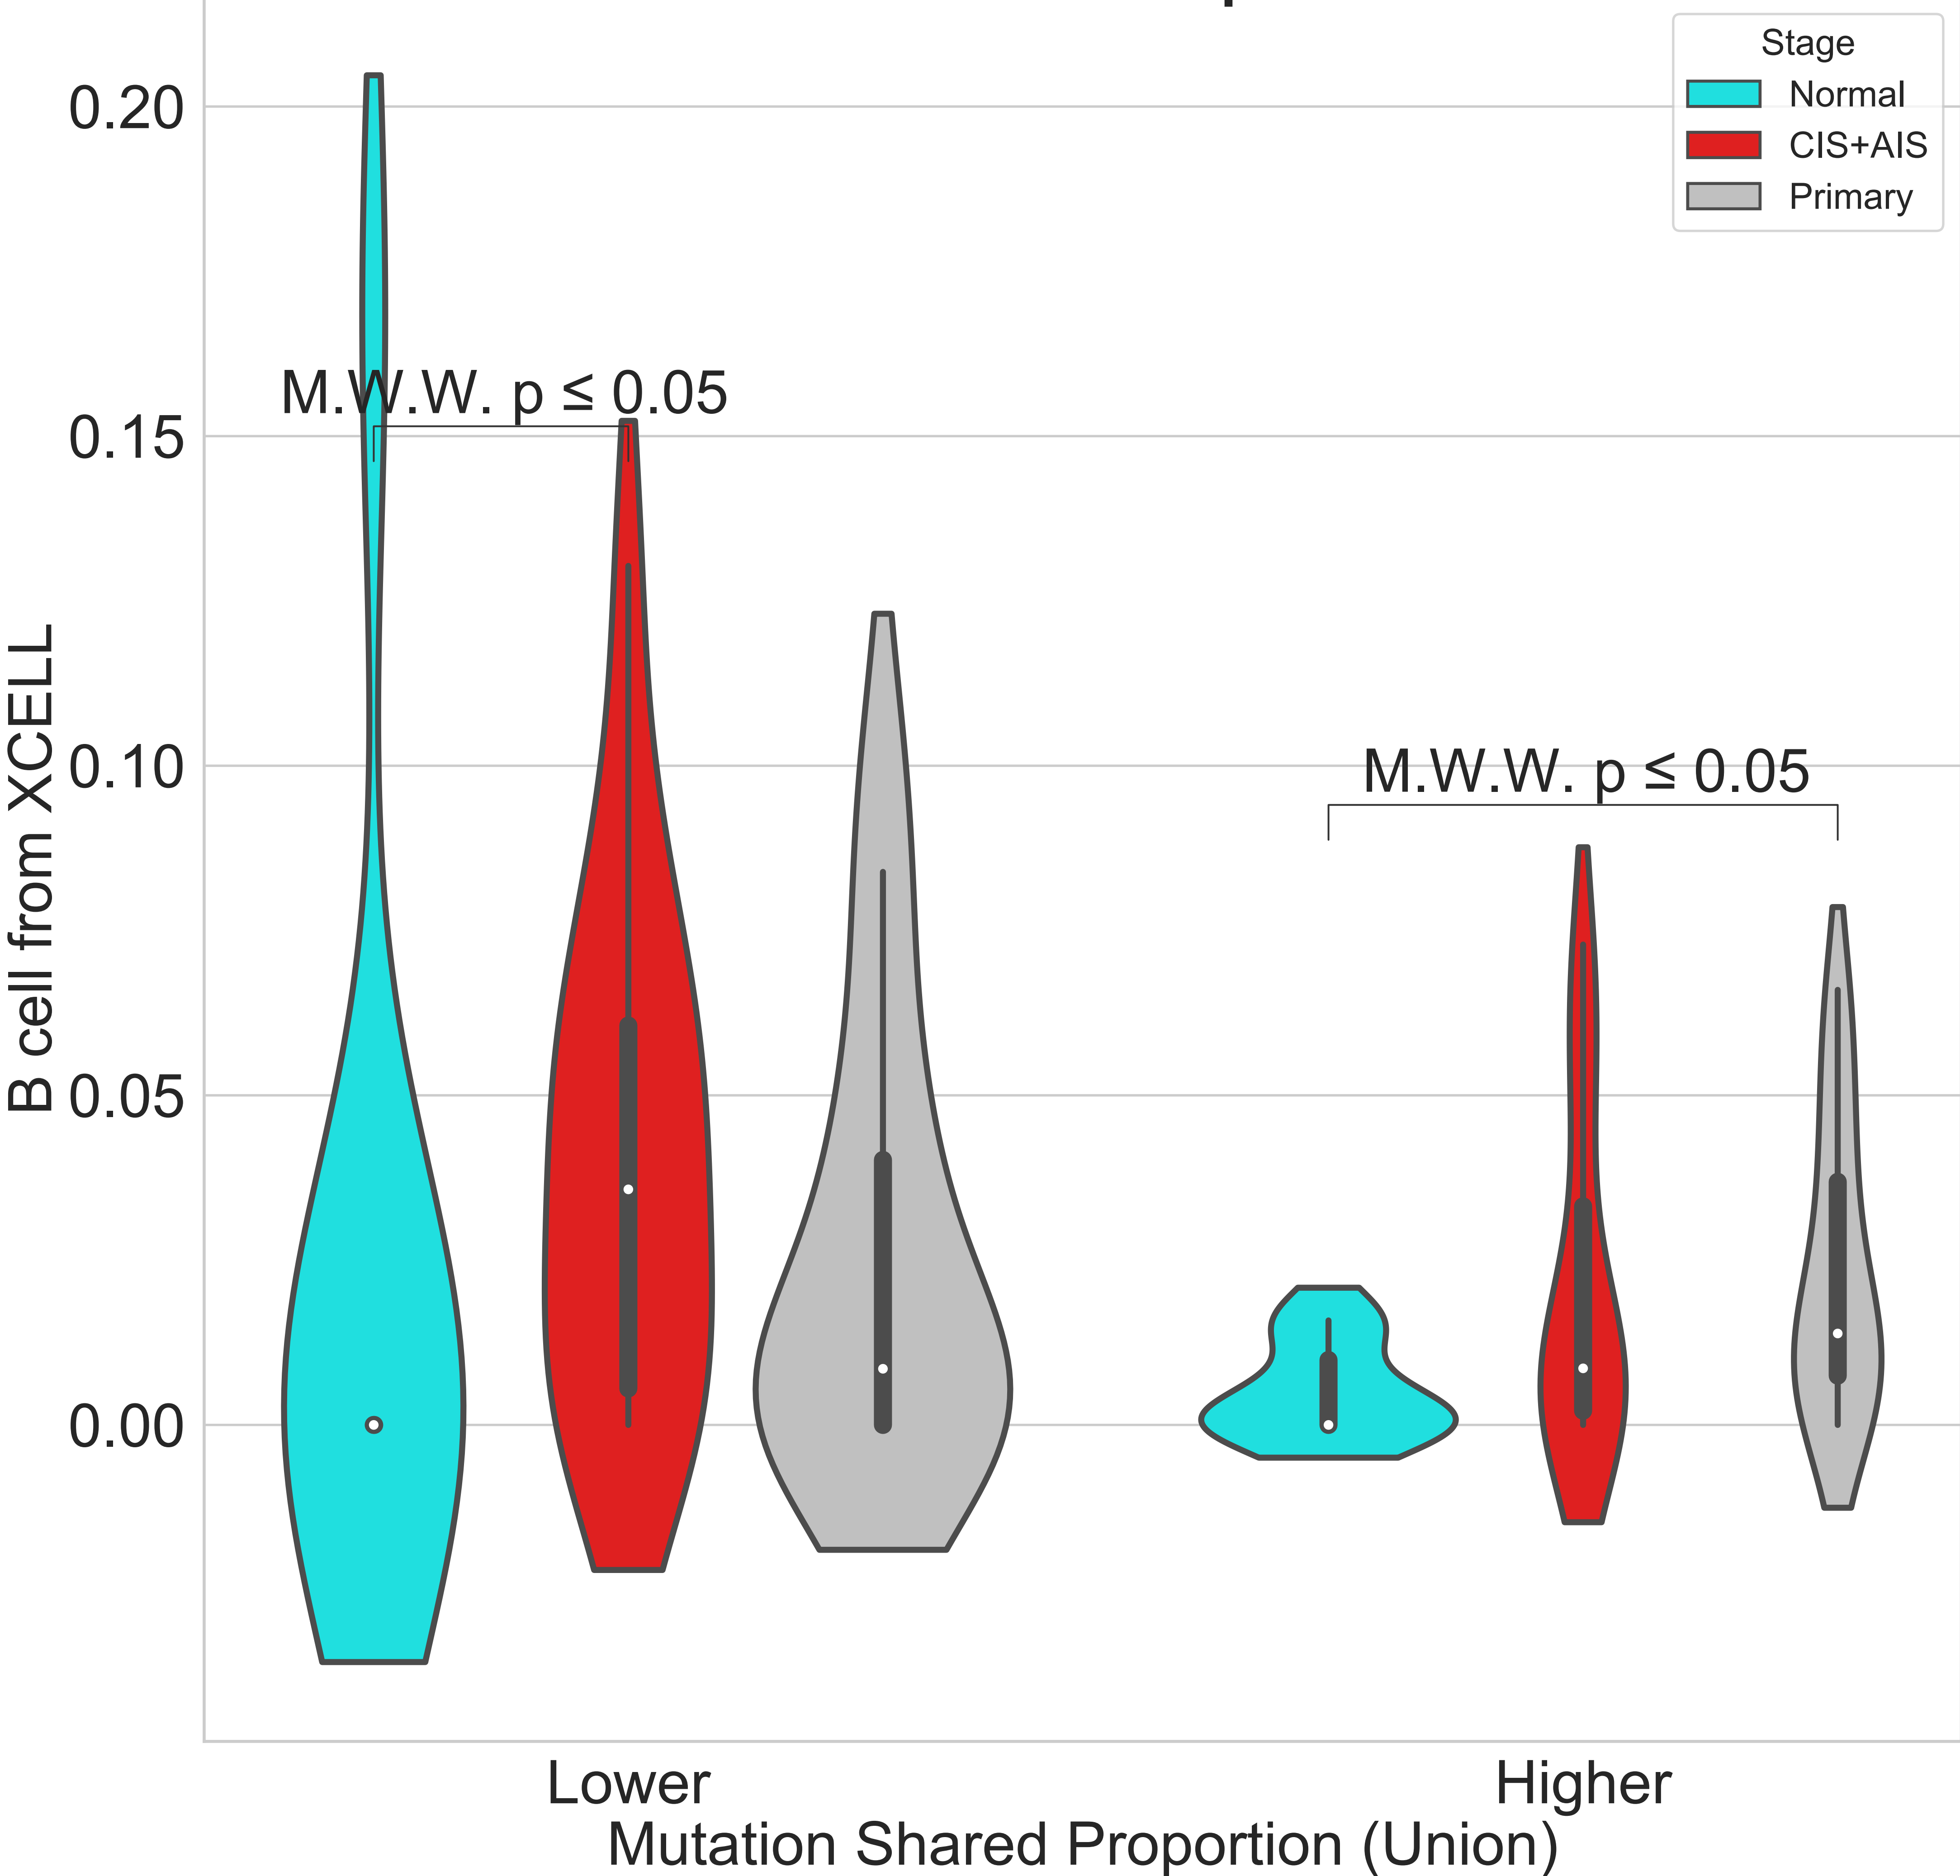 Stage
Normal
CIS+AIS
Primary
0.20
M.W.W. p ≤ 0.05
0.15
M.W.W. p ≤ 0.05
0.10
0.05
0.00
B cell from XCELL
Lower
Higher
Mutation Shared Proportion (Union)